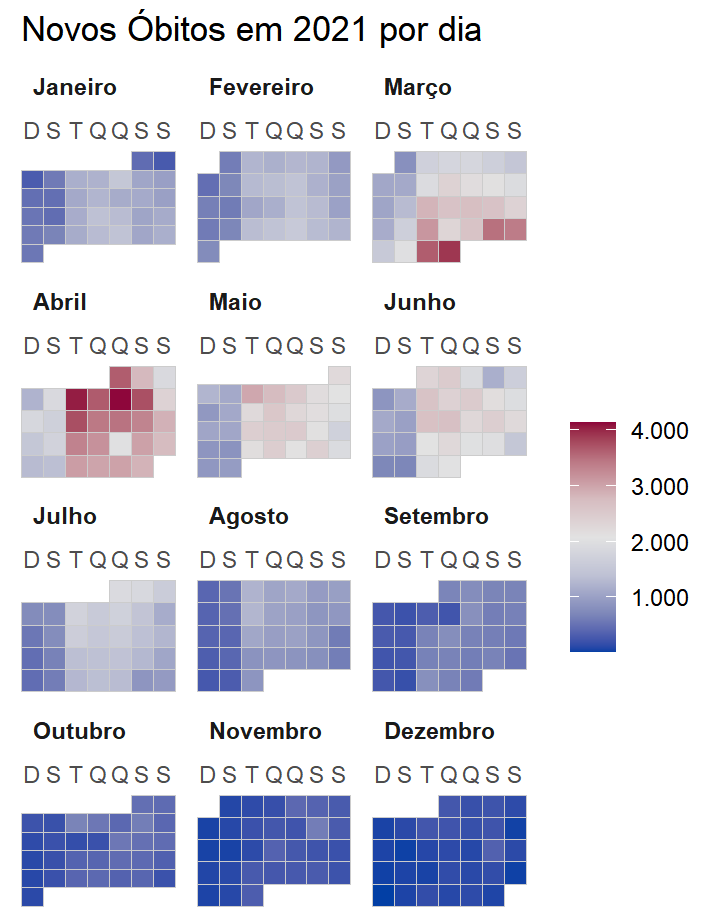 Novos Óbitos em 2021 por dia
Janeiro Fevereiro Março
D S T Q Q S S D S T Q Q S S D S T Q Q S S
Abril Maio Junho
D S T Q Q S S D S T Q Q S S D S T Q Q S S
4.000
3.000
2.000
1.000
Julho Agosto Setembro
D S T Q Q S S D S T Q Q S S D S T Q Q S S
Outubro Novembro Dezembro
D S T Q Q S S D S T Q Q S S D S T Q Q S S